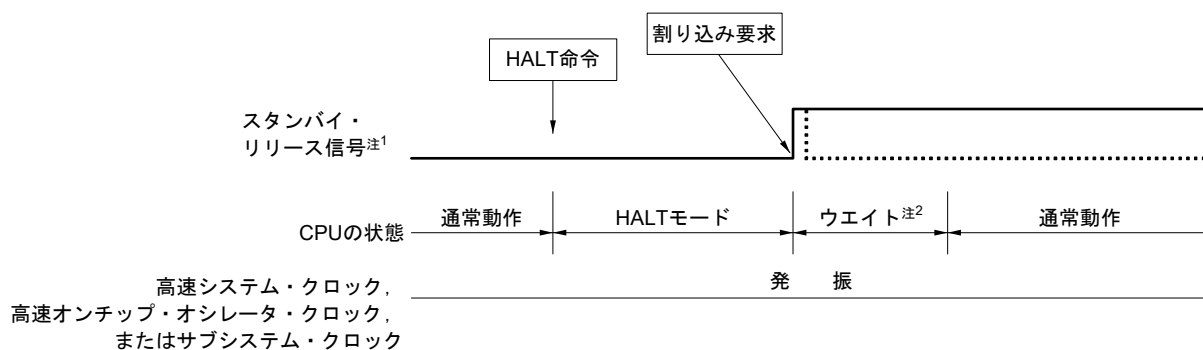 割り込み要求
HALT命令
スタンバイ・
リリース信号注1
通常動作
HALTモード
ウエイト注2
通常動作
CPUの状態
発 振
高速システム・クロック，
高速オンチップ・オシレータ・クロック，
またはサブシステム・クロック